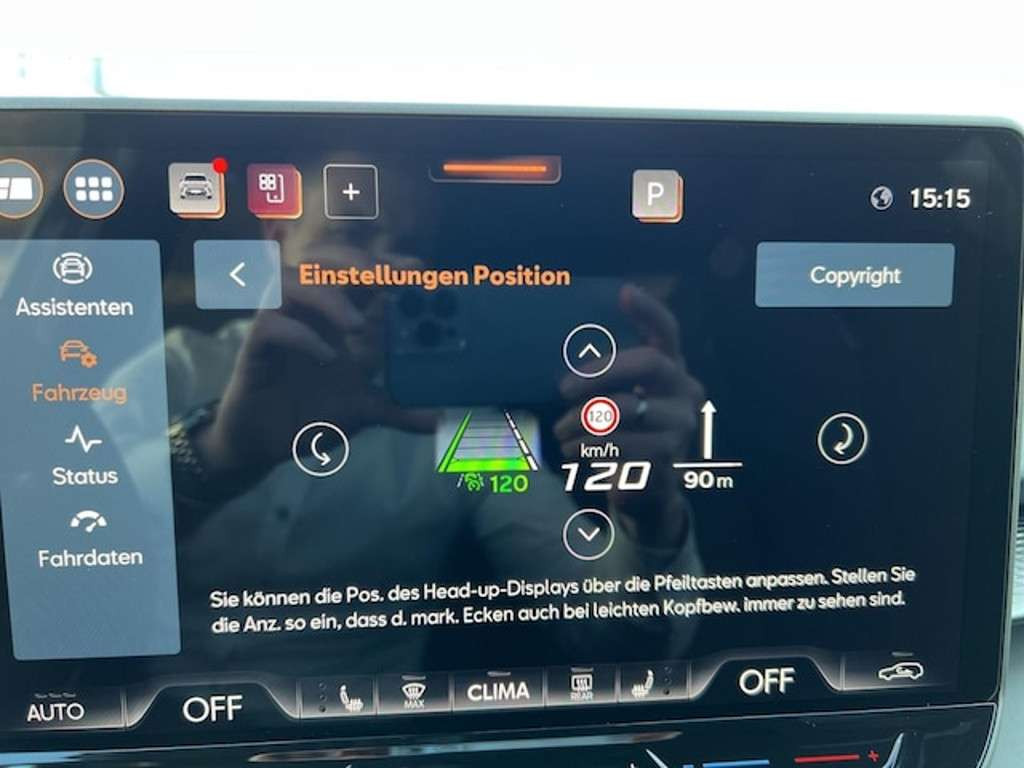 P
15:15
Einstellungen Position
Copyright
Assistenten
Fahrzeug
Status
Fahrdaten
120
km/h
120
120
90 m
Sie können die Pos. des Head-up-Displays über die Pfeiltasten anpassen. Stellen Sie
die Anz. so ein, dass d. mark. Ecken auch bei leichten Kopfbew. immer zu sehen sind.
AUTO
OFF
MAX
CLIMA
REAR
OFF